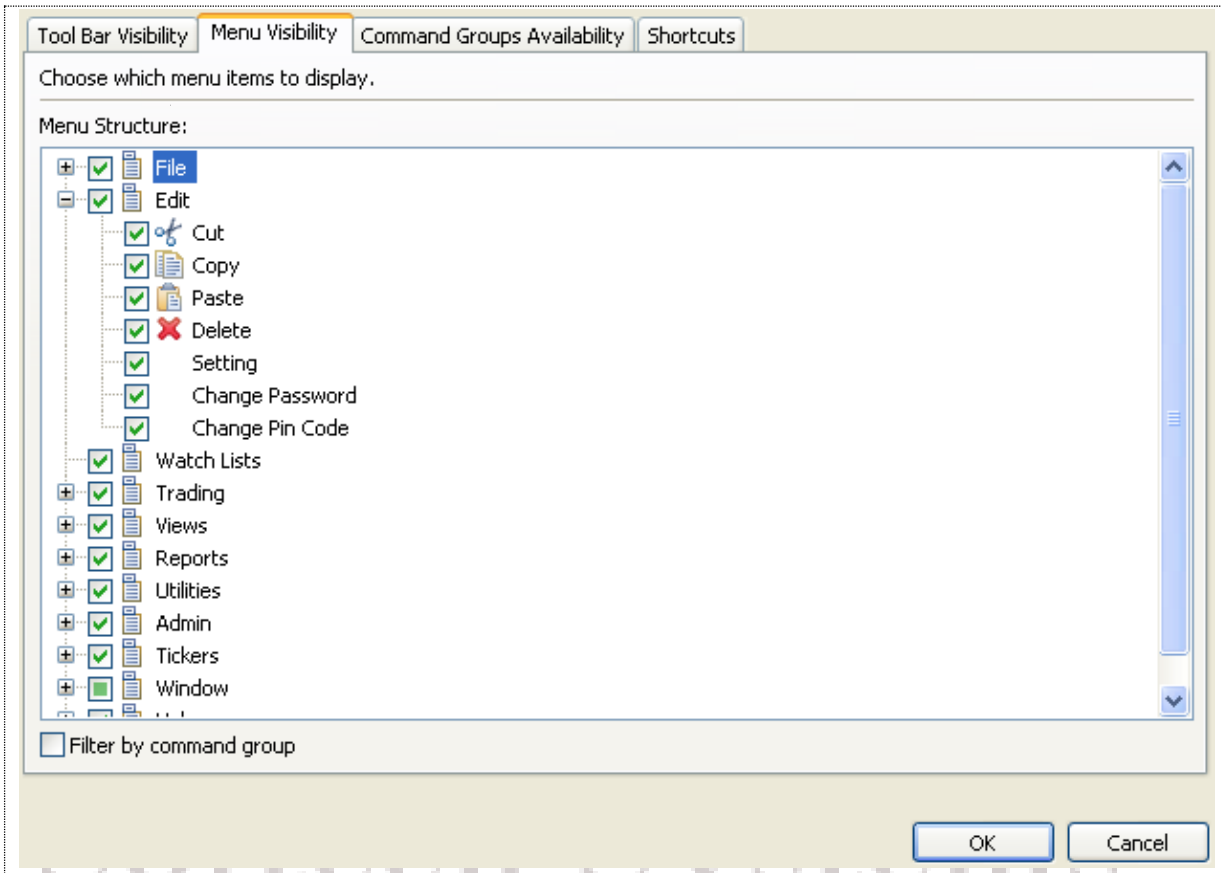 Tool Bar Visibility Menu Visibility Command Groups Availability Shortcuts
Choose which menu items to display.
Menu Structure:
File
Edit
Cut
Copy
Paste
Delete
Setting
Change Password
Change Pin Code
Watch Lists
Trading
Views
Reports
Utilities
Admin
Tickers
Window
Filter by command group
OK Cancel